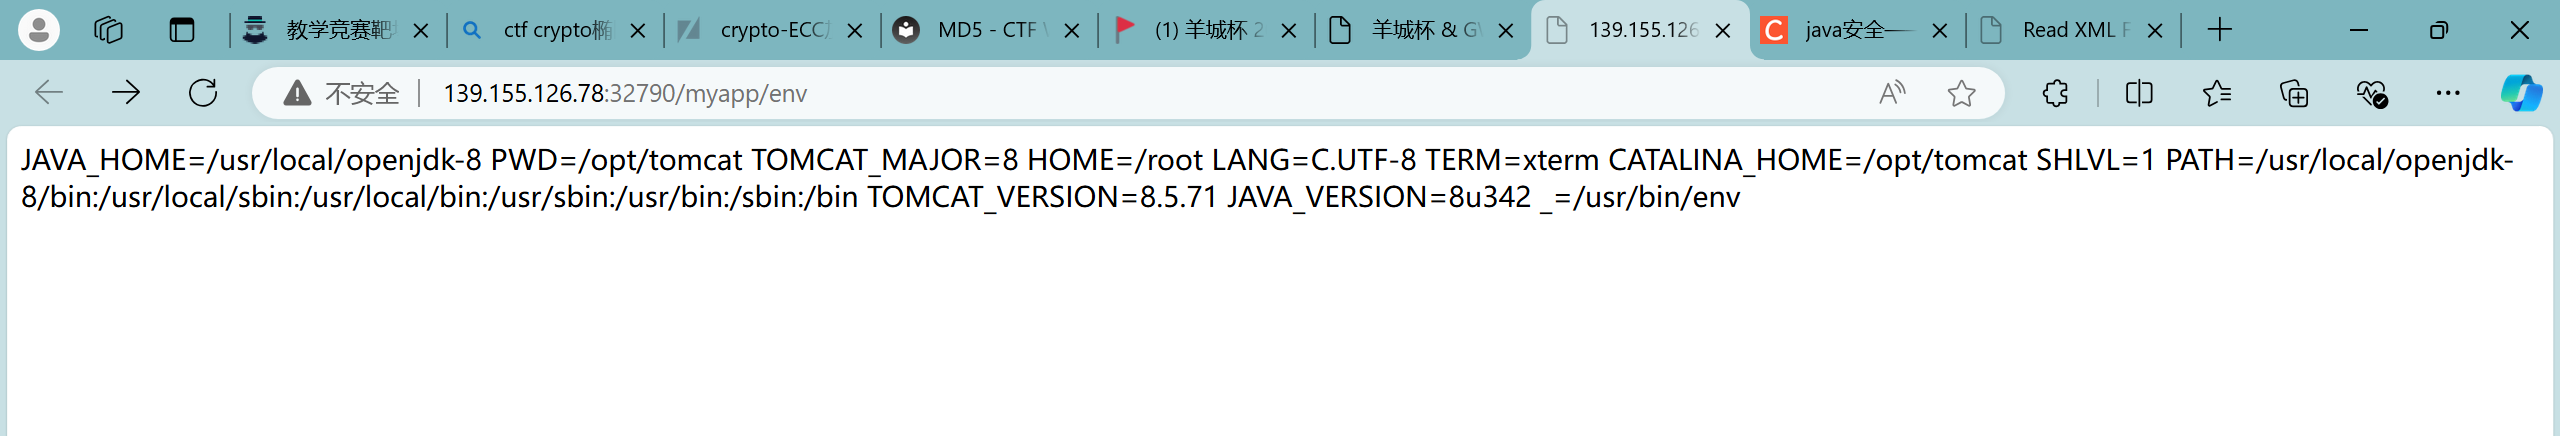 教学竞赛靶 ctf crypto椭 crypto-ECC MD5 - CTF (1) 羊城杯 2 羊城杯 & G 139.155.126 java安全— Read XML F
不安全 139.155.126.78:32790/myapp/env
JAVA_HOME=/usr/local/openjdk-8 PWD=/opt/tomcat TOMCAT_MAJOR=8 HOME=/root LANG=C.UTF-8 TERM=xterm CATALINA_HOME=/opt/tomcat SHLVL=1 PATH=/usr/local/openjdk-
8/bin:/usr/local/sbin:/usr/local/bin:/usr/sbin:/usr/bin:/sbin:/bin TOMCAT_VERSION=8.5.71 JAVA_VERSION=8u342 _=/usr/bin/env